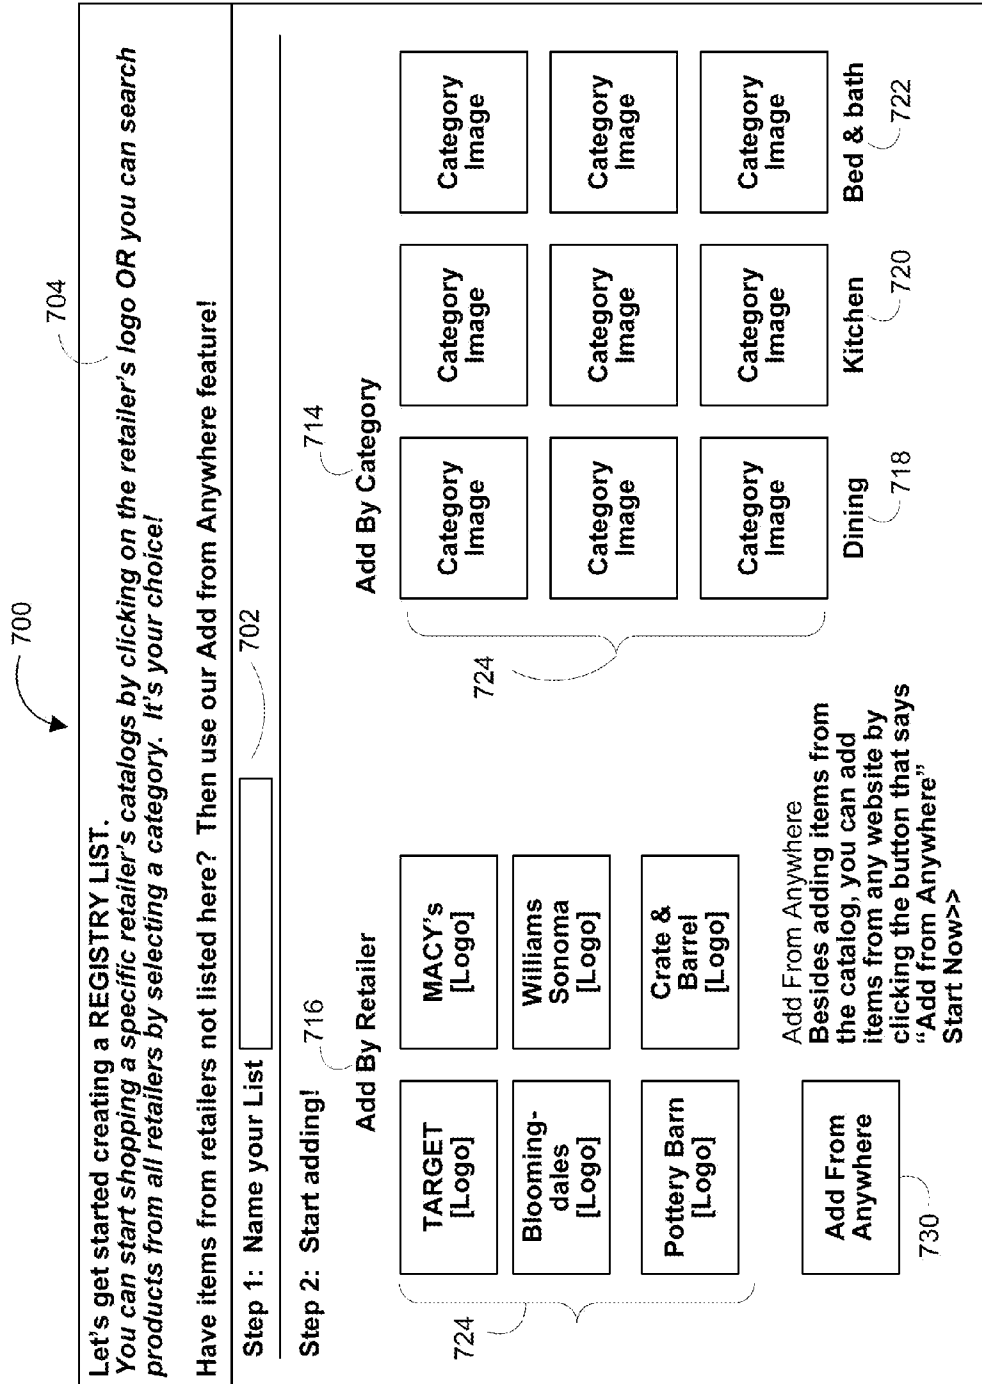 700
704
Let's get started creating a REGISTRY LIST.
You can start shopping a specific retailer's catalogs by clicking on the retailer's logo OR you can search
products from all retailers by selecting a category. It's your choice!
Have items from retailers not listed here? Then use our Add from Anywhere feature!
Step 1: Name your List
702
Step 2: Start adding!
716
Add By Retailer
TARGET
[Logo]
MACY's
[Logo]
Blooming-
dales
[Logo]
Williams
Sonoma
[Logo]
Pottery Barn
[Logo]
Crate &
Barrel
[Logo]
724
Add From
Anywhere
730
Add From Anywhere
Besides adding items from
the catalog, you can add
items from any website by
clicking the button that says
“Add from Anywhere”
Start Now>>
714
Add By Category
Category
Image
Category
Image
Category
Image
Category
Image
Category
Image
Category
Image
Category
Image
Category
Image
Category
Image
724
Dining
718
Kitchen
720
Bed & bath
722